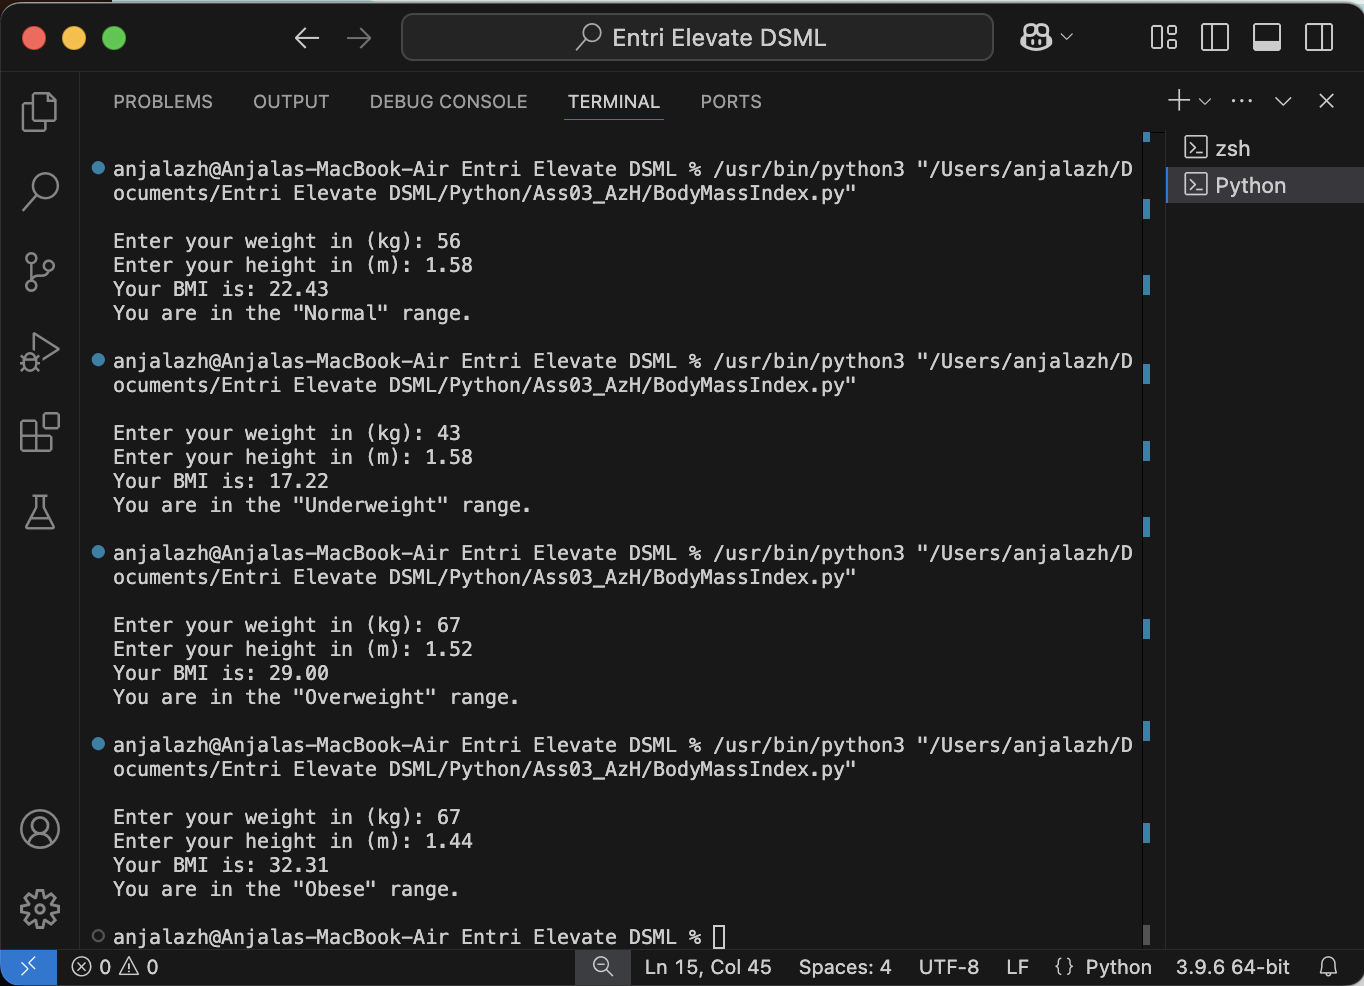 Entri Elevate DSML
PROBLEMS OUTPUT DEBUG CONSOLE TERMINAL PORTS
zsh
Python
anjalazh@Anjalas-MacBook-Air Entri Elevate DSML % /usr/bin/python3 "/Users/anjalazh/D
ocuments/Entri Elevate DSML/Python/Ass03_AzH/BodyMassIndex.py"
Enter your weight in (kg): 56
Enter your height in (m): 1.58
Your BMI is: 22.43
You are in the "Normal" range.
anjalazh@Anjalas-MacBook-Air Entri Elevate DSML % /usr/bin/python3 "/Users/anjalazh/D
ocuments/Entri Elevate DSML/Python/Ass03_AzH/BodyMassIndex.py"
Enter your weight in (kg): 43
Enter your height in (m): 1.58
Your BMI is: 17.22
You are in the "Underweight" range.
anjalazh@Anjalas-MacBook-Air Entri Elevate DSML % /usr/bin/python3 "/Users/anjalazh/D
ocuments/Entri Elevate DSML/Python/Ass03_AzH/BodyMassIndex.py"
Enter your weight in (kg): 67
Enter your height in (m): 1.52
Your BMI is: 29.00
You are in the "Overweight" range.
anjalazh@Anjalas-MacBook-Air Entri Elevate DSML % /usr/bin/python3 "/Users/anjalazh/D
ocuments/Entri Elevate DSML/Python/Ass03_AzH/BodyMassIndex.py"
Enter your weight in (kg): 67
Enter your height in (m): 1.44
Your BMI is: 32.31
You are in the "Obese" range.
anjalazh@Anjalas-MacBook-Air Entri Elevate DSML %
0 0 Ln 15, Col 45 Spaces: 4 UTF-8 LF {} Python 3.9.6 64-bit